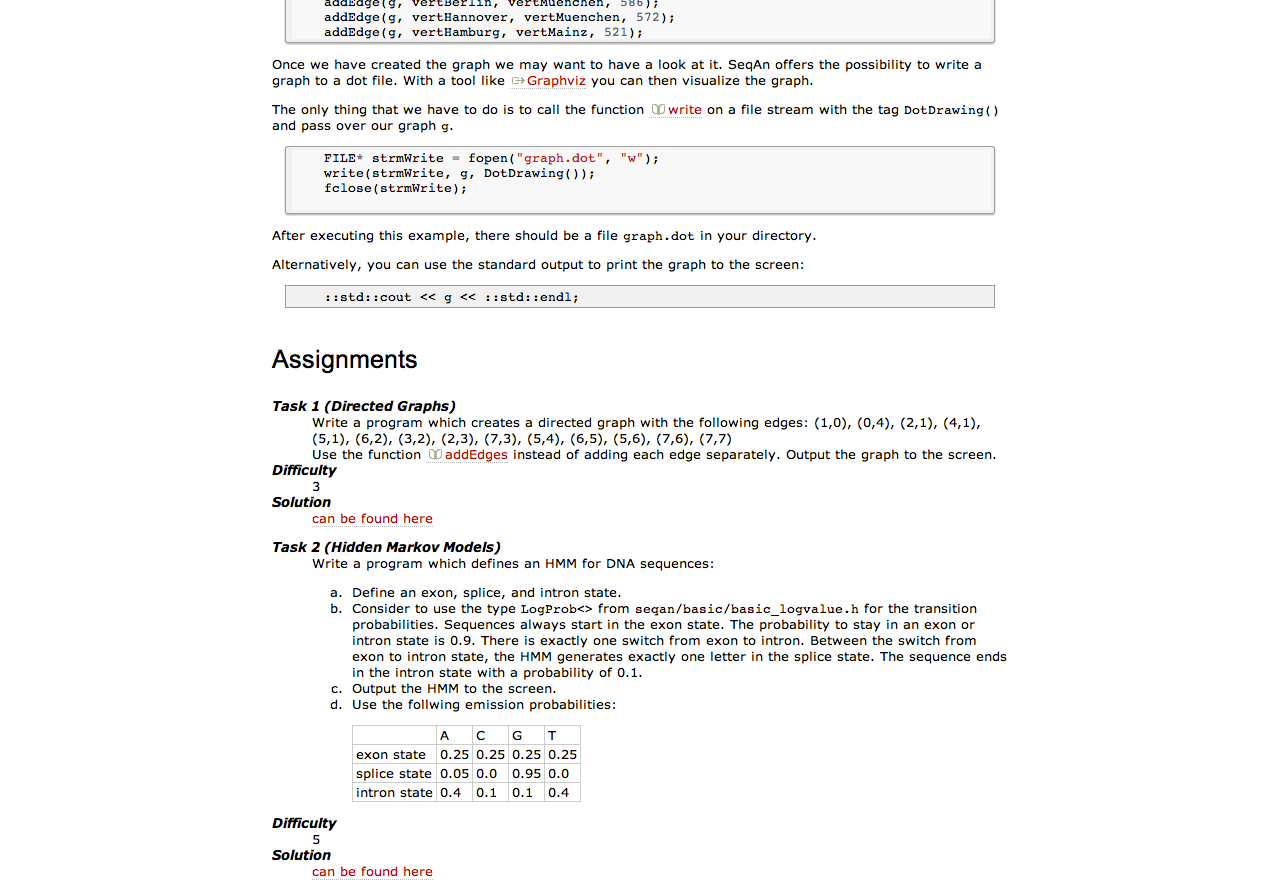 addEdge(g, vertBerlin, vertMuenchen, 586);
addEdge(g, vertHannover, vertMuenchen, 572);
addEdge(g, vertHamburg, vertMainz, 521);
Once we have created the graph we may want to have a look at it. SeqAn offers the possibility to write a
graph to a dot file. With a tool like Graphviz you can then visualize the graph.
The only thing that we have to do is to call the function write on a file stream with the tag DotDrawing()
and pass over our graph g.
FILE* strmWrite = fopen("graph.dot", "w");
write(strmWrite, g, DotDrawing());
fclose(strmWrite);
After executing this example, there should be a file graph.dot in your directory.
Alternatively, you can use the standard output to print the graph to the screen:
::std::cout << g << ::std::endl;
Assignments
Task 1 (Directed Graphs)
Write a program which creates a directed graph with the following edges: (1,0), (0,4), (2,1), (4,1),
(5,1), (6,2), (3,2), (2,3), (7,3), (5,4), (6,5), (5,6), (7,6), (7,7)
Use the function addEdges instead of adding each edge separately. Output the graph to the screen.
Difficulty
3
Solution
can be found here
Task 2 (Hidden Markov Models)
Write a program which defines an HMM for DNA sequences:
a. Define an exon, splice, and intron state.
b. Consider to use the type LogProb<> from seqan/basic/basic_logvalue.h for the transition
probabilities. Sequences always start in the exon state. The probability to stay in an exon or
intron state is 0.9. There is exactly one switch from exon to intron. Between the switch from
exon to intron state, the HMM generates exactly one letter in the splice state. The sequence ends
in the intron state with a probability of 0.1.
c. Output the HMM to the screen.
d. Use the follwing emission probabilities:
A C G T
exon state 0.25 0.25 0.25 0.25
splice state 0.05 0.0 0.95 0.0
intron state 0.4 0.1 0.1 0.4
Difficulty
5
Solution
can be found here